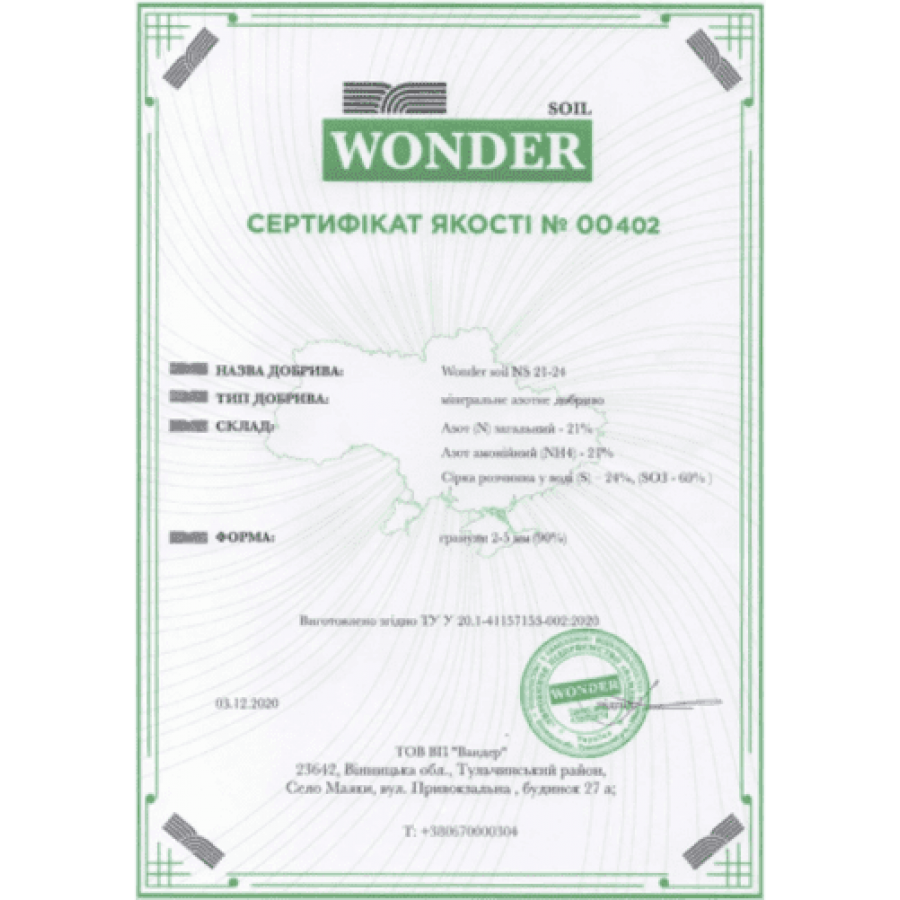 SOIL
WONDER
СЕРТИФІКАТ ЯКОСТІ № 00402
НАЗВА ДОБРИВА: Wonder soil NS 21-24
ТИП ДОБРИВА: мінеральне азотне добриво
СКЛАД: Азот (N) загальний - 21%
Азот амонійний (NH4) - 21%
Сірка розчинна у воді (S) - 24%, (SO3 - 60% )
ФОРМА: гранули 2-5 мм (90%)
Виготовлено згідно ТУ У 20.1-41157155-002:2020
WONDER
03.12.2020
ТОВ ВП "Вандер"
23642, Вінницька обл., Тульчинський район,
Село Маяки, вул. Привокзальна , будинок 27 а;
Т: +380670000304